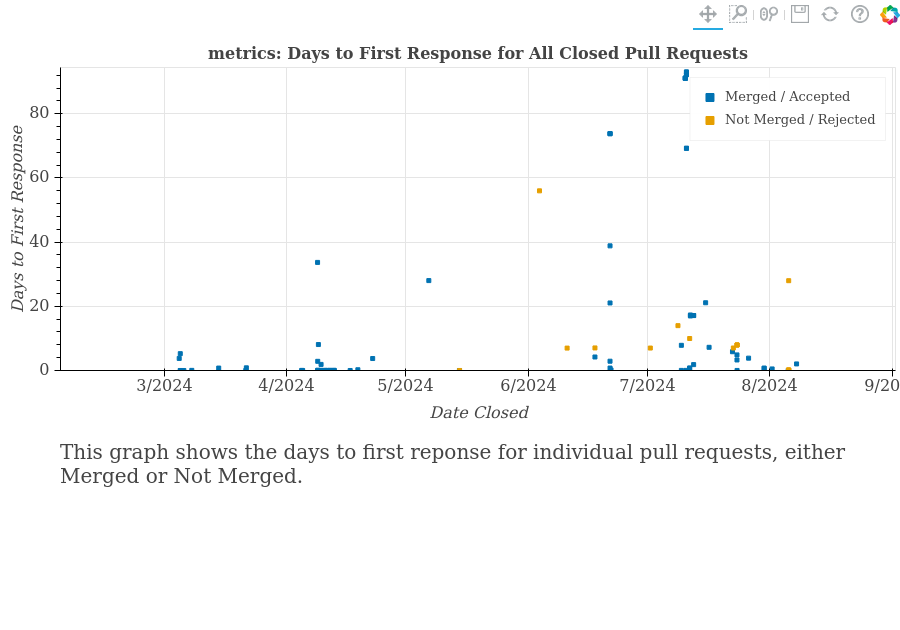 metrics: Days to First Response for All Closed Pull Requests
Merged / Accepted
Not Merged / Rejected
Days to First Response
80
60
40
20
0
3/2024 4/2024 5/2024 6/2024 7/2024 8/2024 9/20
Date Closed
This graph shows the days to first reponse for individual pull requests, either
Merged or Not Merged.